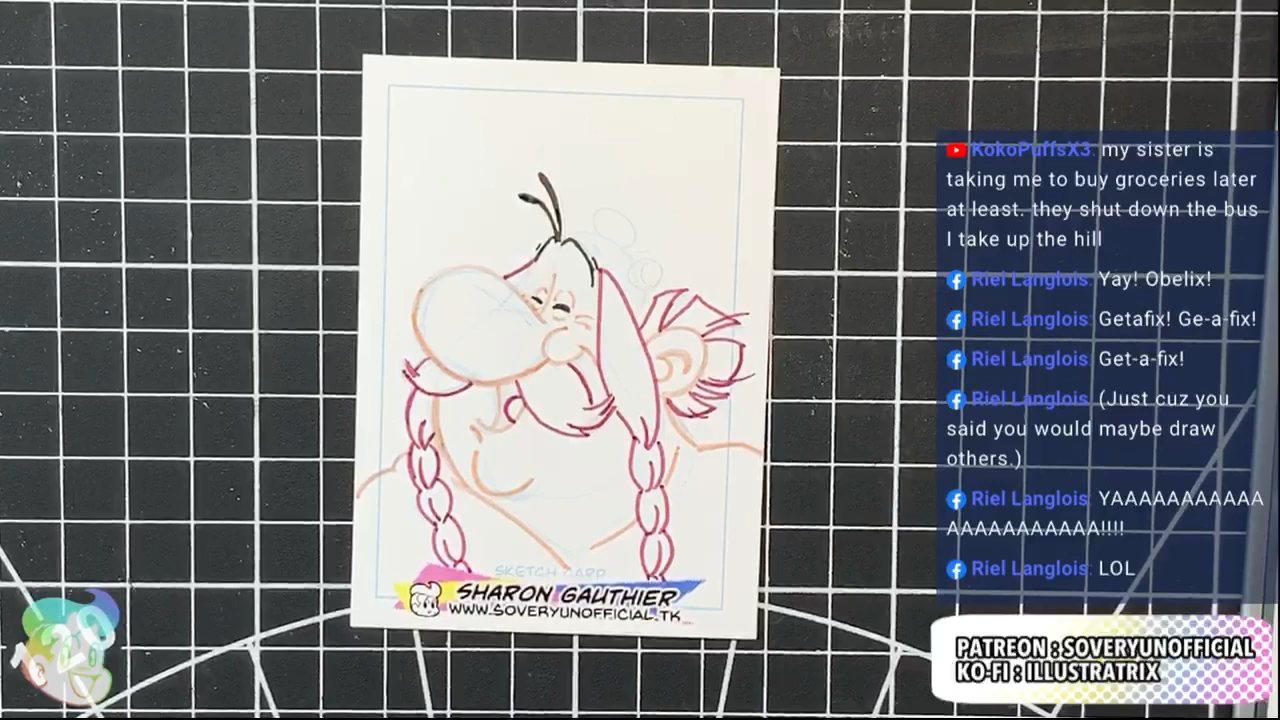 KokoPuffsX3: my sister is
taking me to buy groceries later
at least. they shut down the bus
I take up the hill
Riel Langlois: Yay! Obelix!
Riel Langlois: Getafix! Ge-a-fix!
Riel Langlois: Get-a-fix!
Riel Langlois: (Just cuz you
said you would maybe draw
others.)
Riel Langlois: YAAAAAAAAAAA
AAAAAAAAAAA!!!!
Riel Langlois: LOL
SKETCH CARD
SHARON GAUTHIER
WWW.SOVERYUNOFFICIAL.TK
PATREON : SOVERYUNOFFICIAL
KO-FI : ILLUSTRATRIX